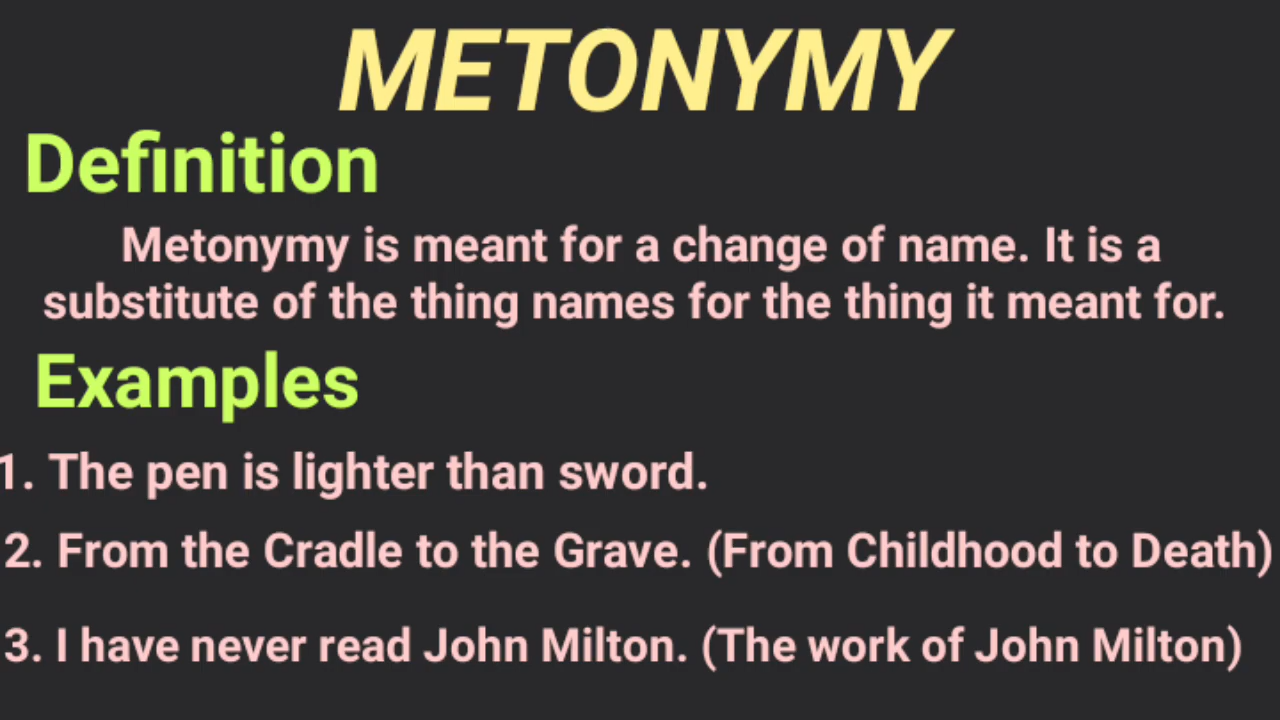 METONYMY
Definition
Metonymy is meant for a change of name. It is a
substitute of the thing names for the thing it meant for.
Examples
1. The pen is lighter than sword.
2. From the Cradle to the Grave. (From Childhood to Death)
3. I have never read John Milton. (The work of John Milton)